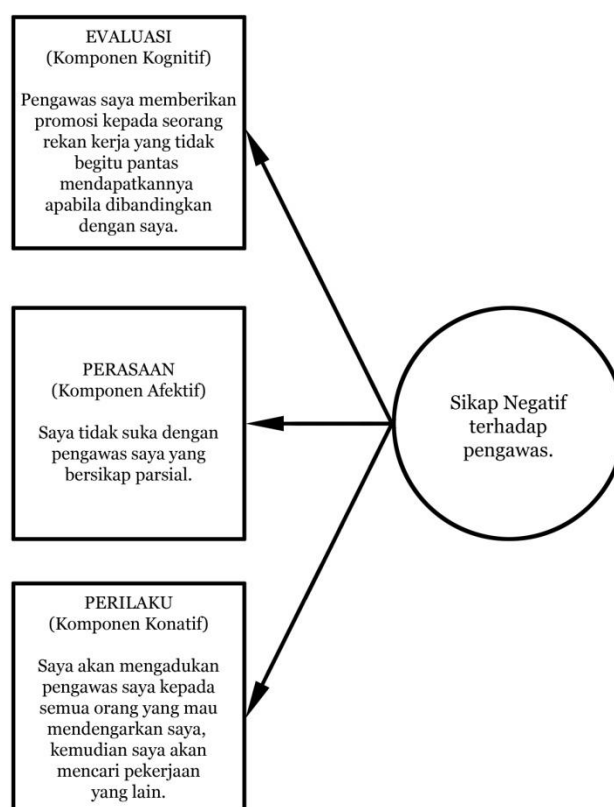 EVALUASI
(Komponen Kognitif)
Pengawas saya memberikan
promosi kepada seorang
rekan kerja yang tidak
begitu pantas
mendapatkannya
apabila dibandingkan
dengan saya.
PERASAAN
(Komponen Afektif)
Saya tidak suka dengan
pengawas saya yang
bersikap parsial.
Sikap Negatif
terhadap
pengawas.
PERILAKU
(Komponen Konatif)
Saya akan mengadukan
pengawas saya kepada
semua orang yang mau
mendengarkan saya,
kemudian saya akan
mencari pekerjaan
yang lain.